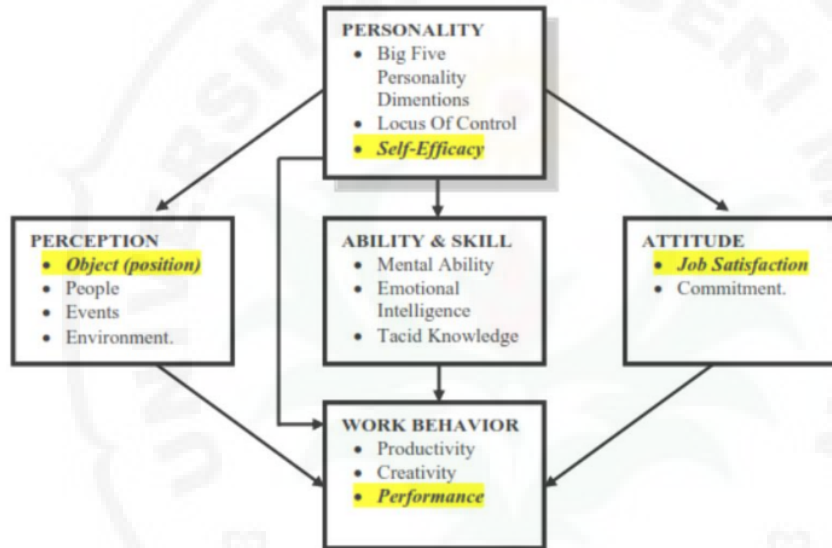 PERSONALITY
• Big Five
Personality
Dimentions
• Locus Of Control
• Self-Efficacy
PERCEPTION
• Object (position)
• People
• Events
• Environment.
ABILITY & SKILL
• Mental Ability
• Emotional
Intelligence
• Tacid Knowledge
ATTITUDE
• Job Satisfaction
• Commitment.
WORK BEHAVIOR
• Productivity
• Creativity
• Performance